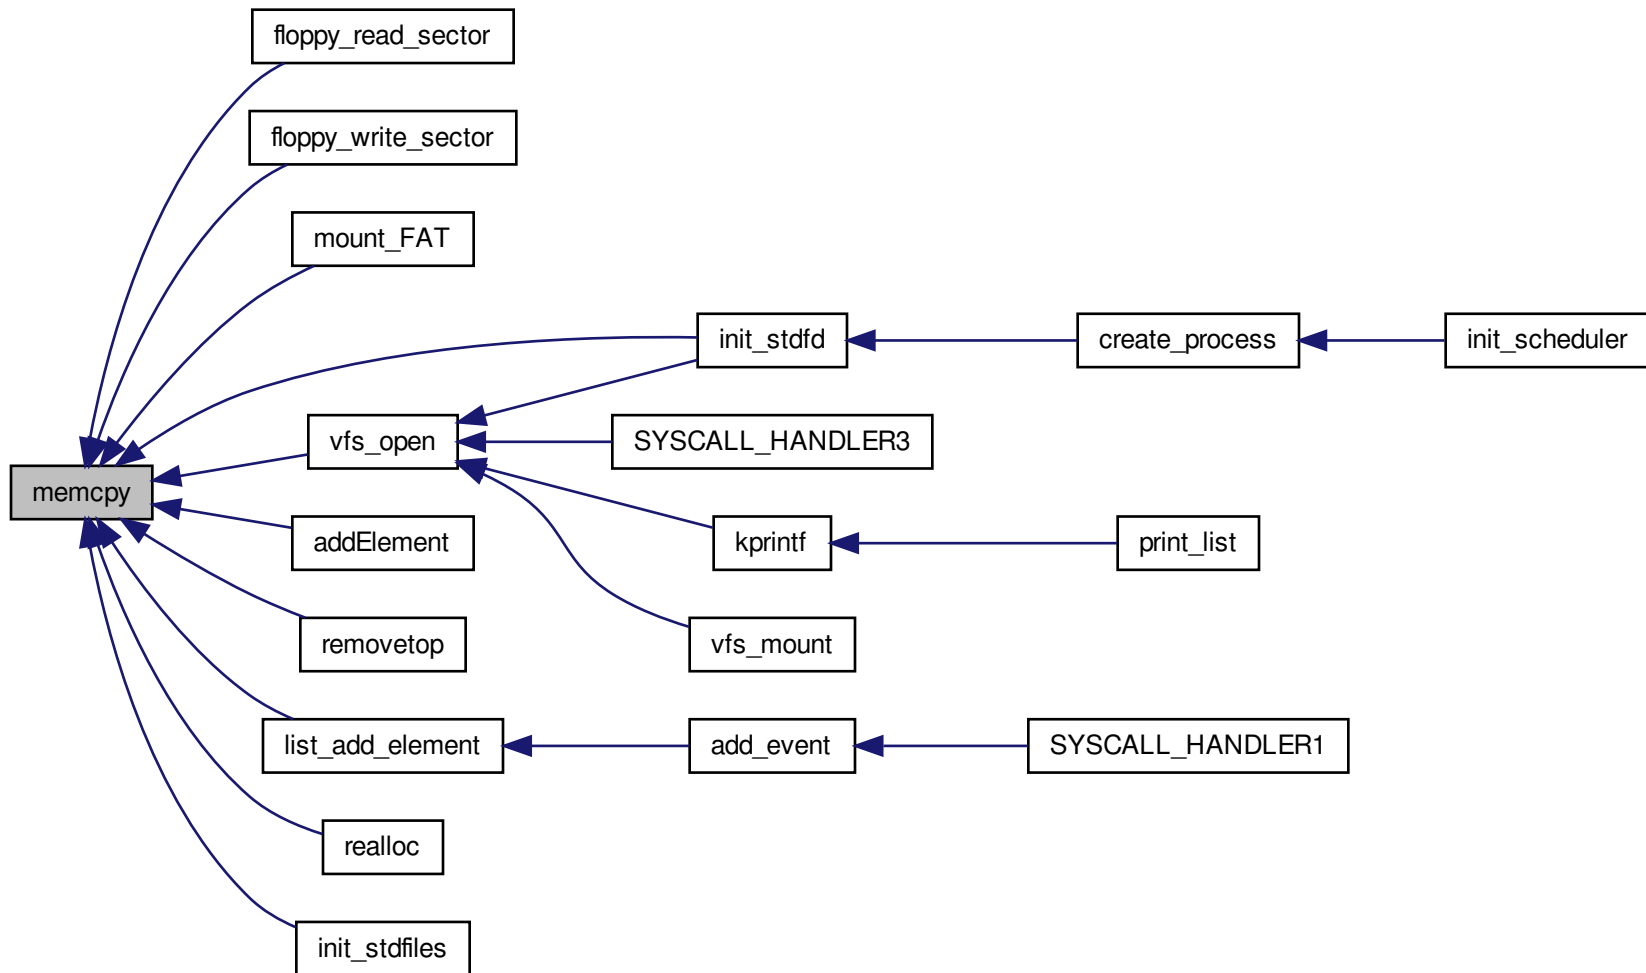 floppy_read_sector
floppy_write_sector
mount_FAT
init_stdfd
create_process
init_scheduler
vfs_open
SYSCALL_HANDLER3
memcpy
addElement
kprintf
print_list
removetop
vfs_mount
list_add_element
add_event
SYSCALL_HANDLER1
realloc
init_stdfiles